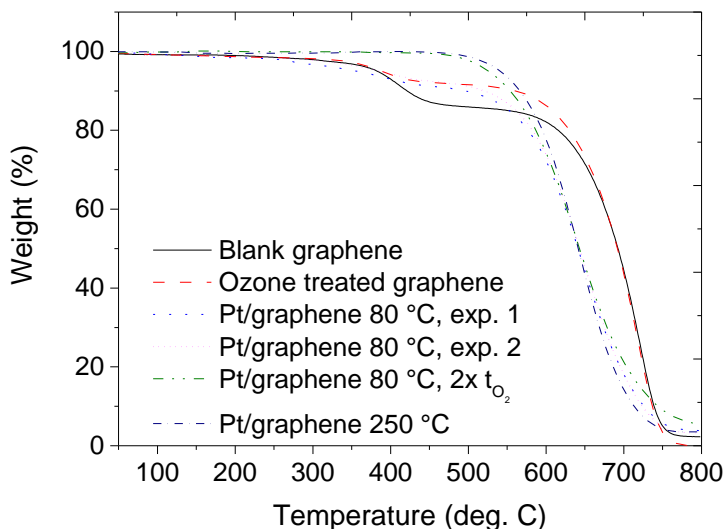 100
80
60
40
20
0
Weight (%)
Blank graphene
Ozone treated graphene
Pt/graphene 80 °C, exp. 1
Pt/graphene 80 °C, exp. 2
Pt/graphene 80 °C, 2x t_O₂
Pt/graphene 250 °C
100 200 300 400 500 600 700 800
Temperature (deg. C)